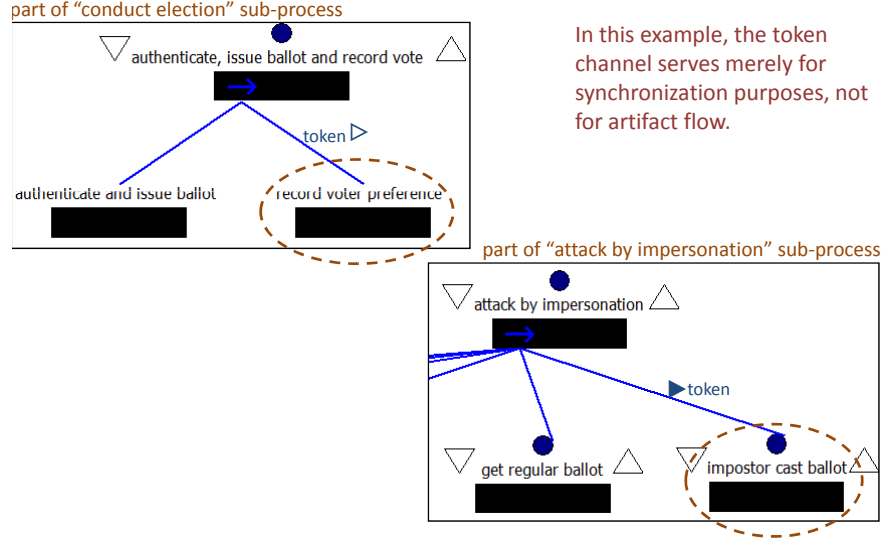 part of “conduct election” sub-process
authenticate, issue ballot and record vote
In this example, the token
channel serves merely for
synchronization purposes, not
for artifact flow.
token
authenticate and issue ballot
record voter preference
part of “attack by impersonation” sub-process
attack by impersonation
token
get regular ballot
impostor cast ballot